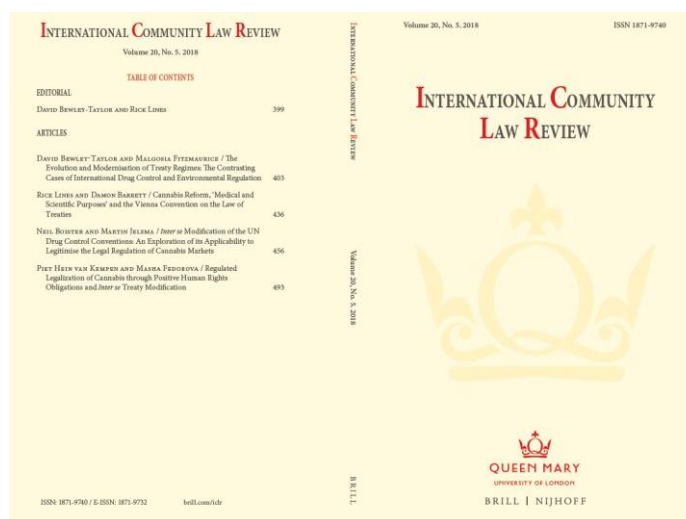 INTERNATIONAL COMMUNITY LAW REVIEW
Volume 20, No. 5. 2018
TABLE OF CONTENTS
EDITORIAL
DAVID BEWLEY-TAYLOR AND RICK LINES 399
ARTICLES
DAVID BEWLEY-TAYLOR AND MALGOSIA FITZMAURICE / The
Evolution and Modernisation of Treaty Regimes: The Contrasting
Cases of International Drug Control and Environmental Regulation 403
RICK LINES AND DAMON BARRETT / Cannabis Reform, 'Medical and
Scientific Purposes' and the Vienna Convention on the Law of
Treaties 436
NEIL BOISTER AND MARTIN JELSMA / Inter se Modification of the UN
Drug Control Conventions: An Exploration of its Applicability to
Legitimise the Legal Regulation of Cannabis Markets 456
PIET HEIN VAN KEMPEN AND MASHA FEDOROVA / Regulated
Legalization of Cannabis through Positive Human Rights
Obligations and Inter se Treaty Modification 493
ISSN: 1871-9740 / E-ISSN: 1871-9732 brill.com/iclr
INTERNATIONAL COMMUNITY LAW REVIEW
Volume 20, No. 5. 2018
BRILL
Volume 20, No. 5. 2018 ISSN 1871-9740
INTERNATIONAL COMMUNITY
LAW REVIEW
QUEEN MARY
UNIVERSITY OF LONDON
BRILL | NIJHOFF